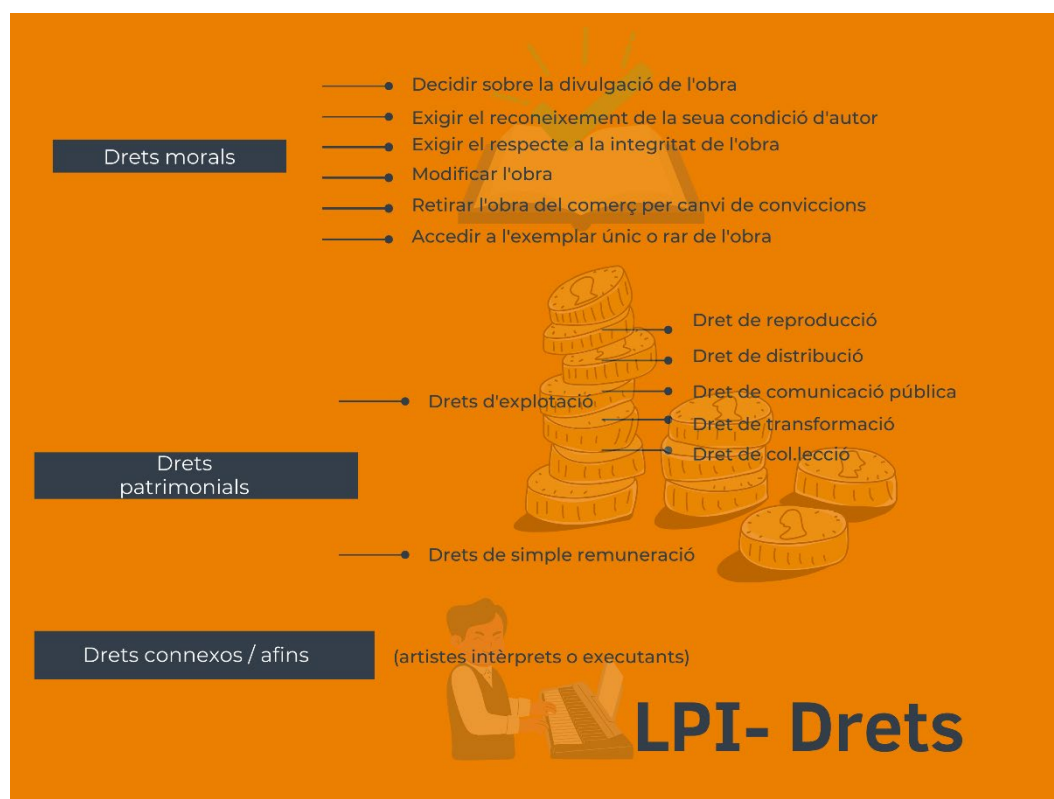 Drets morals
Decidir sobre la divulgació de l'obra
Exigir el reconeixement de la seua condició d'autor
Exigir el respecte a la integritat de l'obra
Modificar l'obra
Retirar l'obra del comerç per canvi de conviccions
Accedir a l'exemplar únic o rar de l'obra
Drets
patrimonials
Drets d'explotació
Dret de reproducció
Dret de distribució
Dret de comunicació pública
Dret de transformació
Dret de col.lecció
Drets de simple remuneració
Drets connexos / afins
(artistes intèrprets o executants)
LPI- Drets